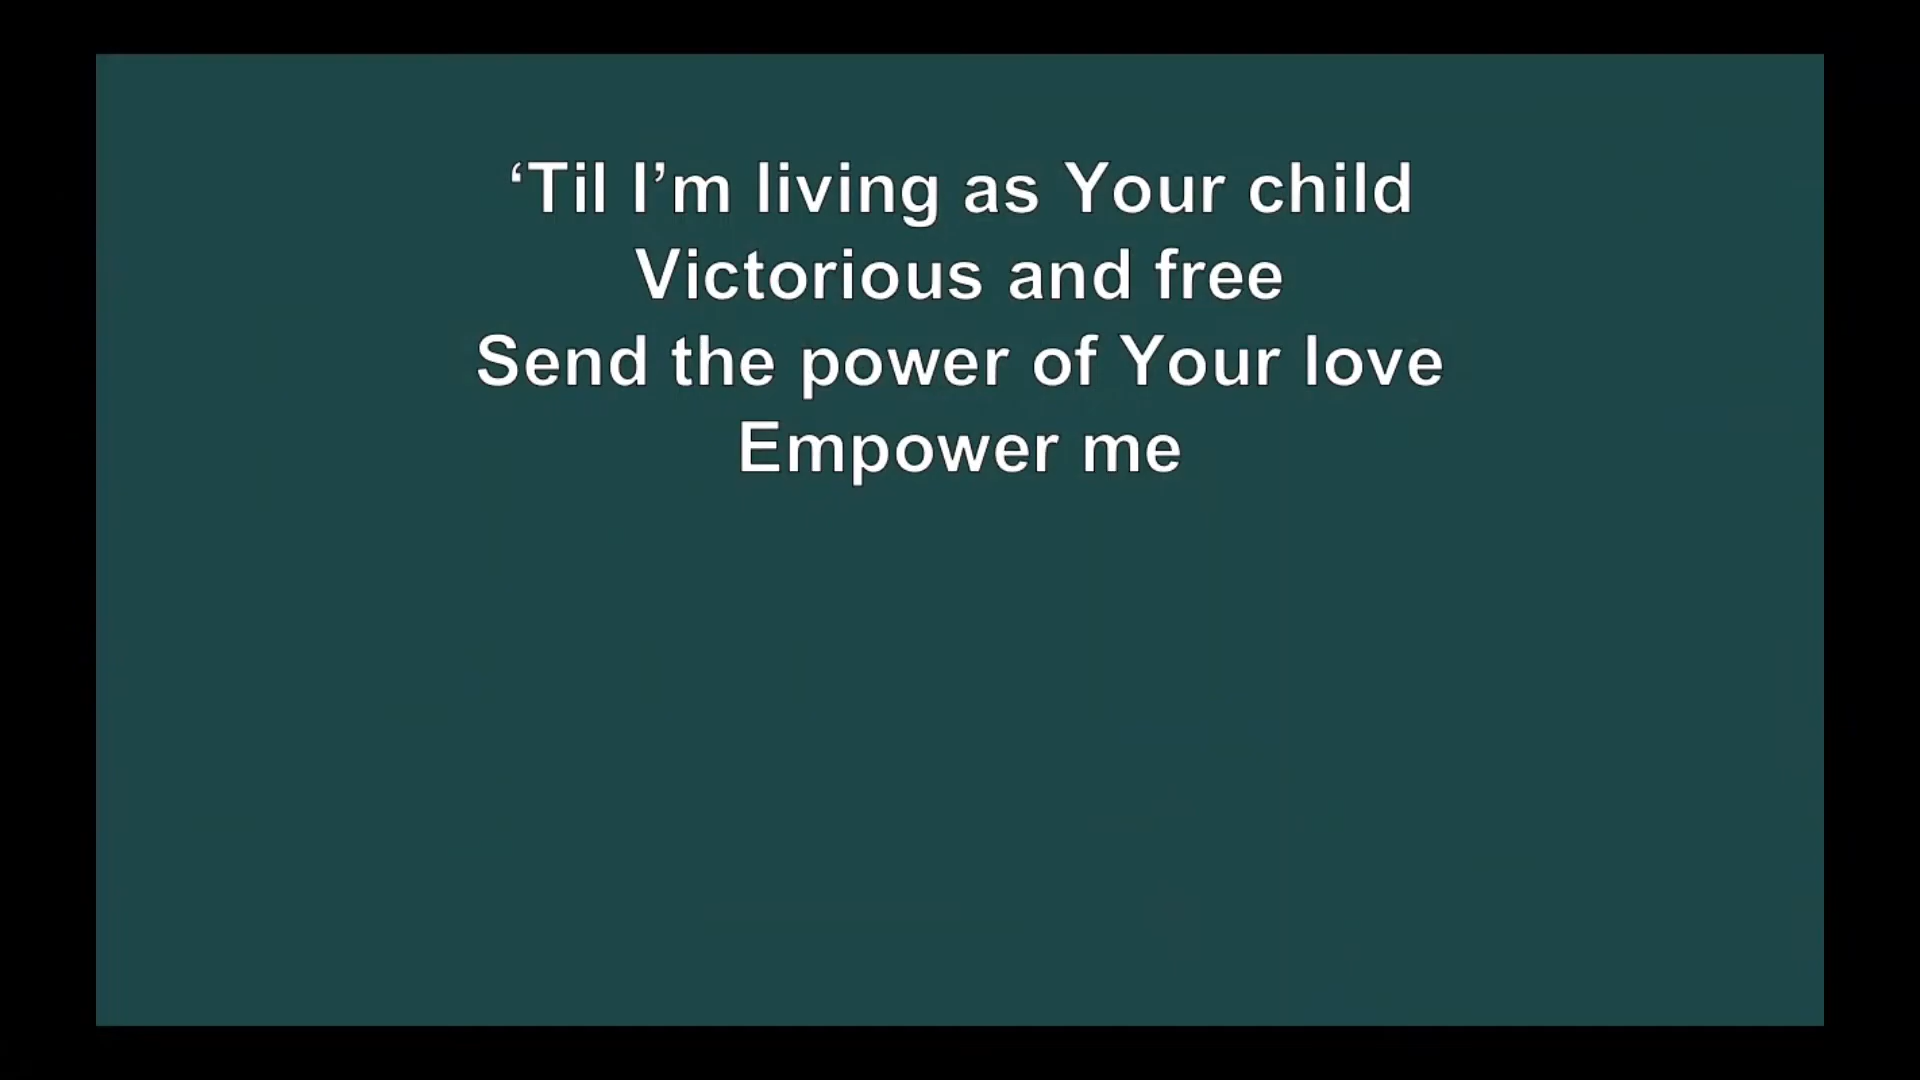 ‘Til I’m living as Your child
Victorious and free
Send the power of Your love
Empower me